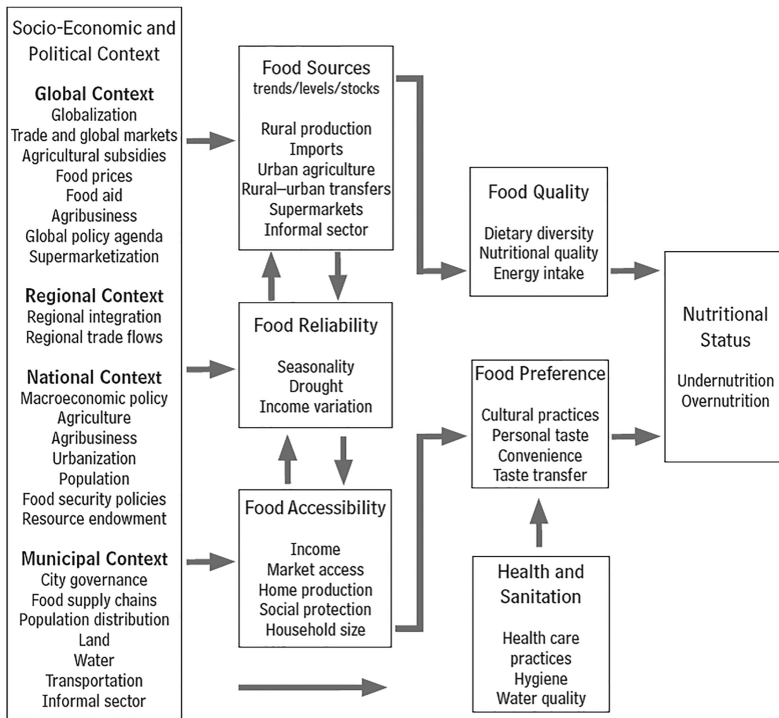 Socio-Economic and
Political Context
Global Context
Globalization
Trade and global markets
Agricultural subsidies
Food prices
Food aid
Agribusiness
Global policy agenda
Supermarketization
Regional Context
Regional integration
Regional trade flows
National Context
Macroeconomic policy
Agriculture
Agribusiness
Urbanization
Population
Food security policies
Resource endowment
Municipal Context
City governance
Food supply chains
Population distribution
Land
Water
Transportation
Informal sector
Food Sources
trends/levels/stocks
Rural production
Imports
Urban agriculture
Rural–urban transfers
Supermarkets
Informal sector
Food Reliability
Seasonality
Drought
Income variation
Food Accessibility
Income
Market access
Home production
Social protection
Household size
Food Quality
Dietary diversity
Nutritional quality
Energy intake
Food Preference
Cultural practices
Personal taste
Convenience
Taste transfer
Health and
Sanitation
Health care
practices
Hygiene
Water quality
Nutritional
Status
Undernutrition
Overnutrition